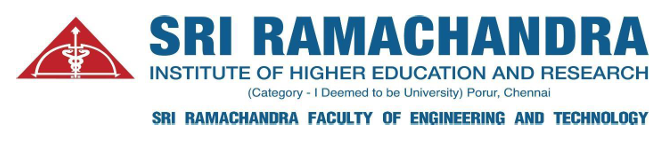 SRI RAMACHANDRA
INSTITUTE OF HIGHER EDUCATION AND RESEARCH
(Category - I Deemed to be University) Porur, Chennai
SRI RAMACHANDRA FACULTY OF ENGINEERING AND TECHNOLOGY